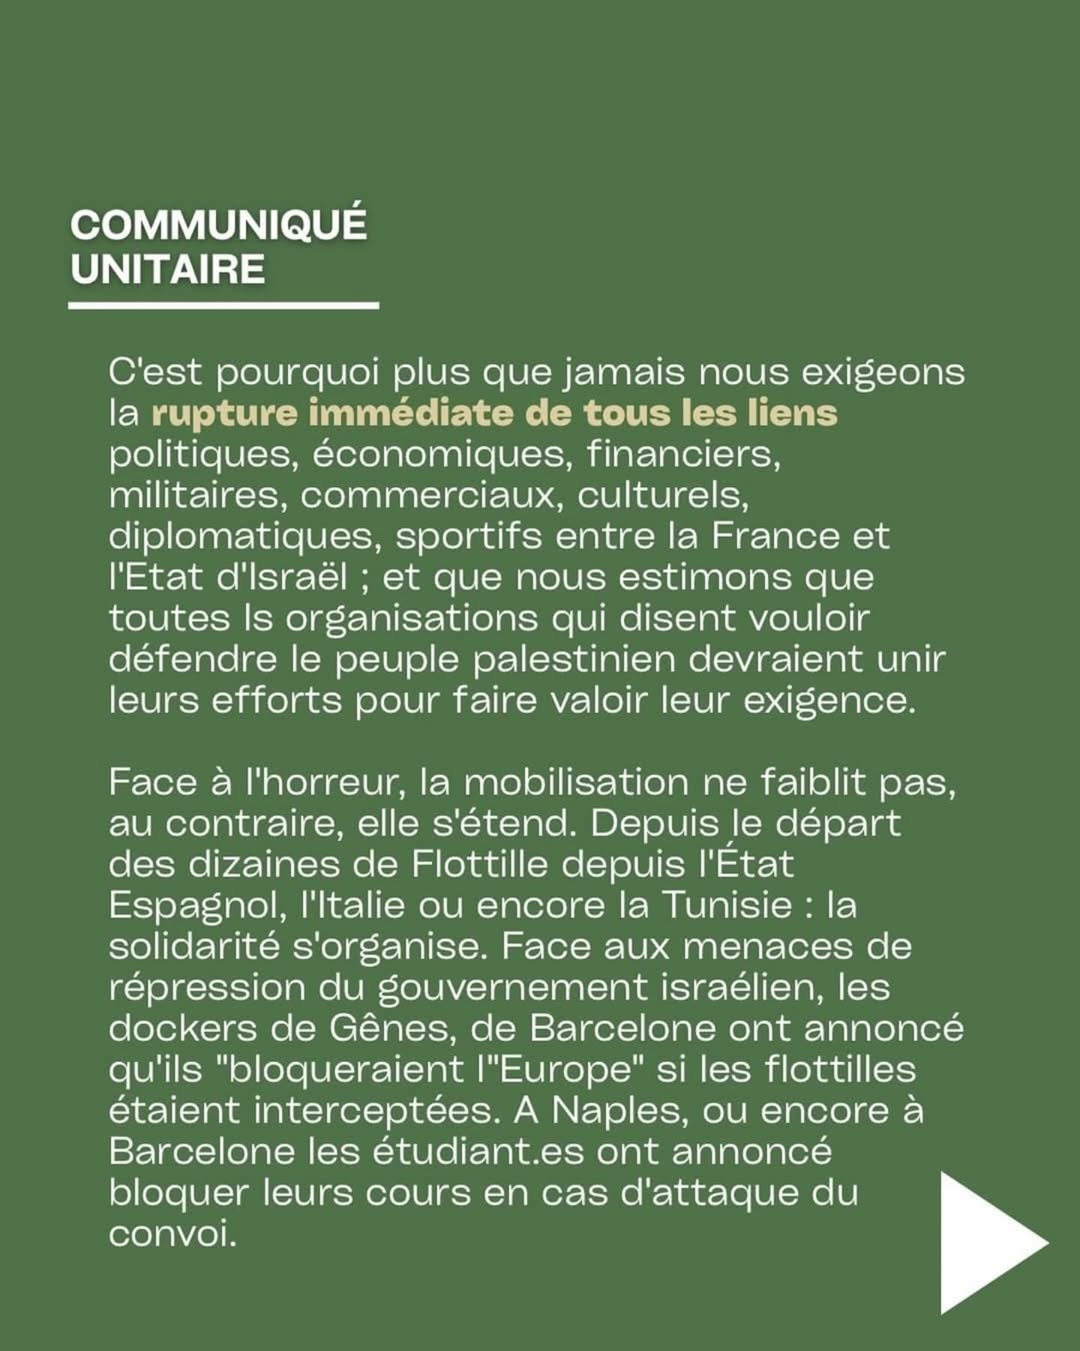 COMMUNIQUÉ
UNITAIRE
C'est pourquoi plus que jamais nous exigeons
la rupture immédiate de tous les liens
politiques, économiques, financiers,
militaires, commerciaux, culturels,
diplomatiques, sportifs entre la France et
l'Etat d'Israël ; et que nous estimons que
toutes ls organisations qui disent vouloir
défendre le peuple palestinien devraient unir
leurs efforts pour faire valoir leur exigence.
Face à l'horreur, la mobilisation ne faiblit pas,
au contraire, elle s'étend. Depuis le départ
des dizaines de Flottille depuis l'État
Espagnol, l'Italie ou encore la Tunisie : la
solidarité s'organise. Face aux menaces de
répression du gouvernement israélien, les
dockers de Gênes, de Barcelone ont annoncé
qu'ils "bloqueraient l"Europe" si les flottilles
étaient interceptées. A Naples, ou encore à
Barcelone les étudiant.es ont annoncé
bloquer leurs cours en cas d'attaque du
convoi.